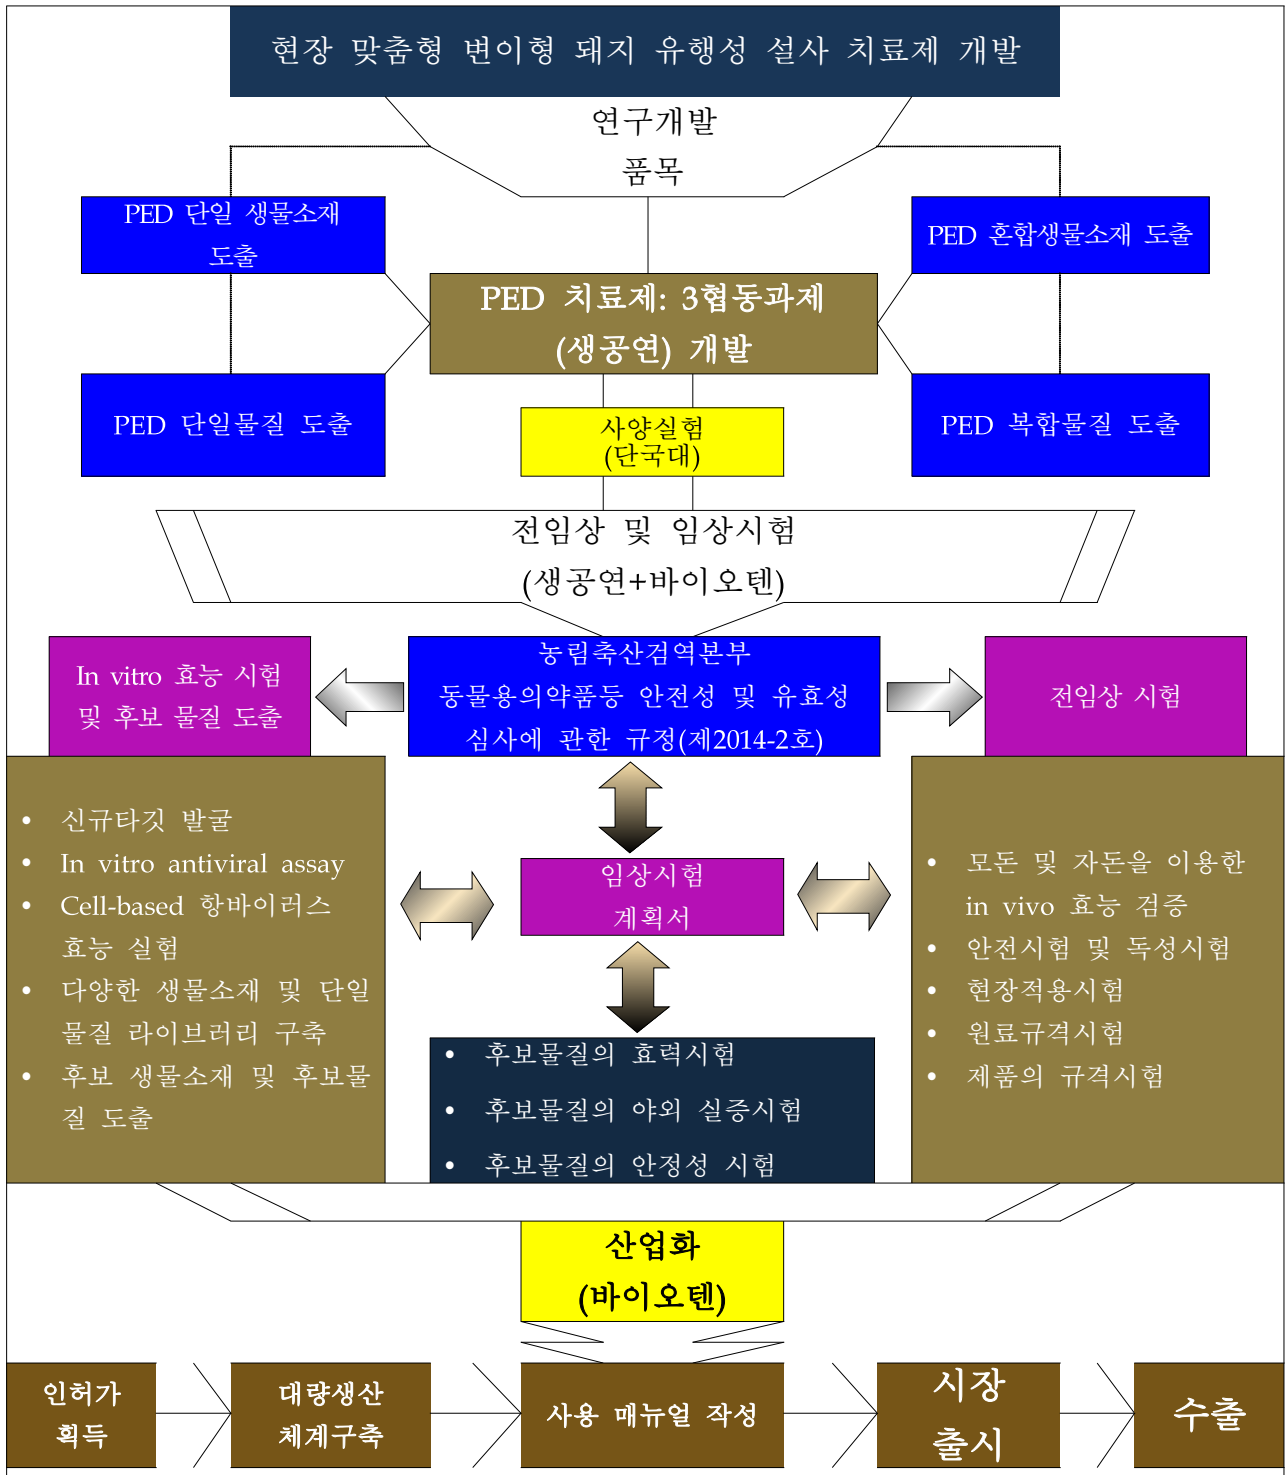 현장 맞춤형 변이형 돼지 유행성 설사 치료제 개발
연구개발
품목
PED 단일 생물소재
도출
PED 혼합생물소재 도출
PED 치료제: 3협동과제
(생공연) 개발
PED 단일물질 도출
사양실험
(단국대)
PED 복합물질 도출
전임상 및 임상시험
(생공연+바이오텐)
In vitro 효능 시험
및 후보 물질 도출
농림축산검역본부
동물용의약품등 안전성 및 유효성
심사에 관한 규정(제2014-2호)
전임상 시험
• 신규타깃 발굴
• In vitro antiviral assay
• Cell-based 항바이러스
효능 실험
• 다양한 생물소재 및 단일
물질 라이브러리 구축
• 후보 생물소재 및 후보물
질 도출
임상시험
계획서
• 모돈 및 자돈을 이용한
in vivo 효능 검증
• 안전시험 및 독성시험
• 현장적용시험
• 원료규격시험
• 제품의 규격시험
• 후보물질의 효력시험
• 후보물질의 야외 실증시험
• 후보물질의 안정성 시험
산업화
(바이오텐)
인허가
획득
대량생산
체계구축
사용 매뉴얼 작성
시장
출시
수출